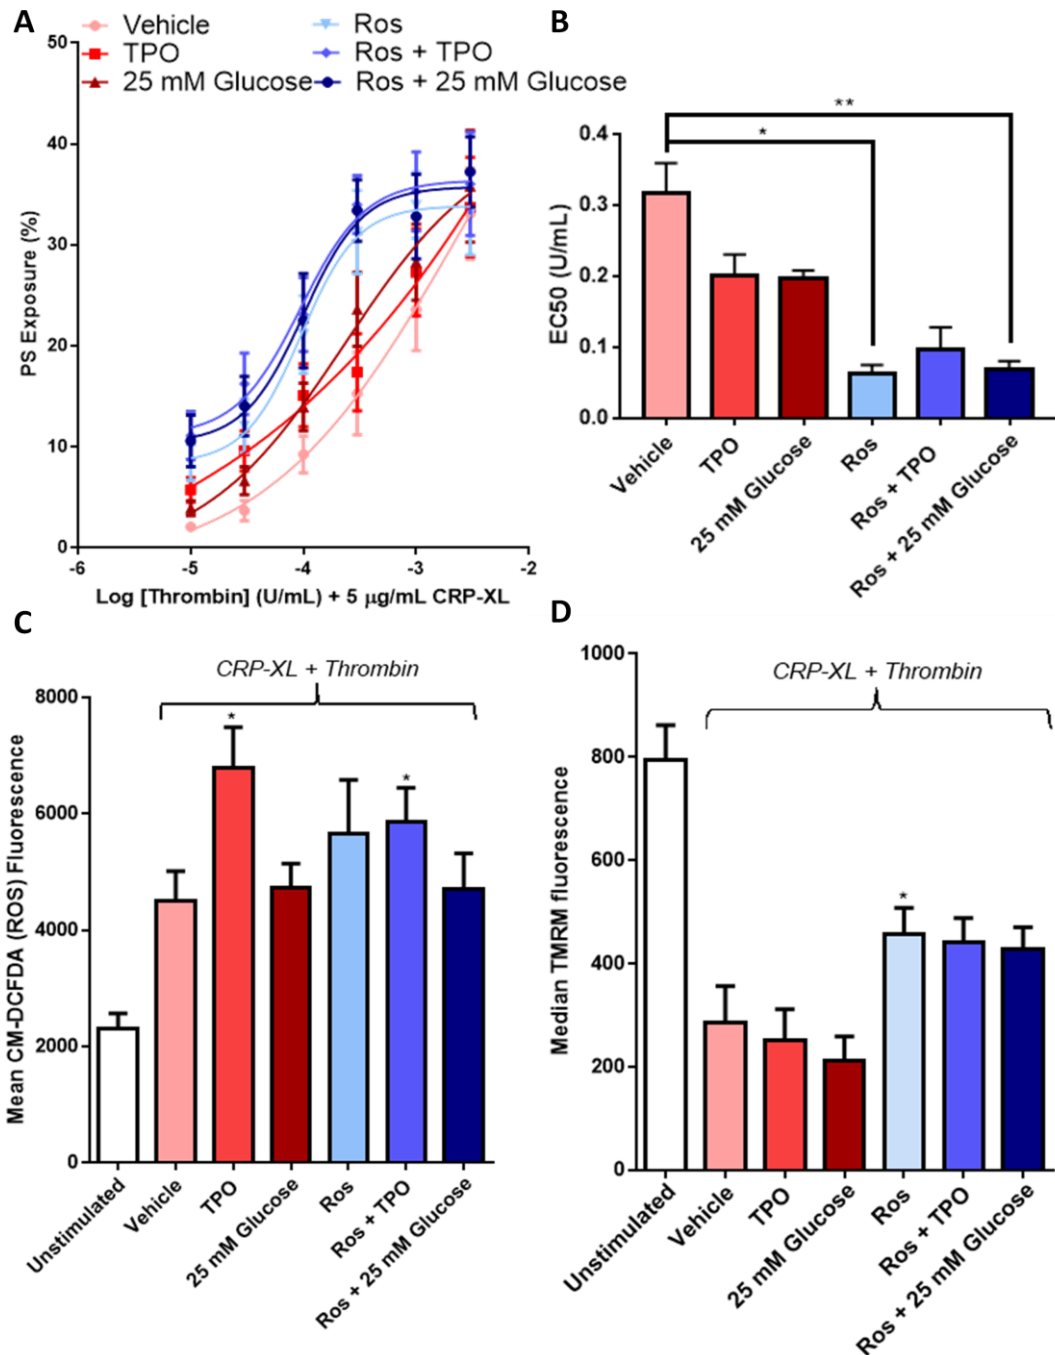 A
Vehicle
TPO
25 mM Glucose
Ros
Ros + TPO
Ros + 25 mM Glucose
PS Exposure (%)
50
40
30
20
10
0
-6
-5
-4
-3
-2
Log [Thrombin] (U/mL) + 5 µg/mL CRP-XL
B
**
*
EC50 (U/mL)
0.4
0.3
0.2
0.1
0.0
Vehicle
TPO
25 mM Glucose
Ros
Ros + TPO
Ros + 25 mM Glucose
C
CRP-XL + Thrombin
*
*
Mean CM-DCFDA (ROS) Fluorescence
8000
6000
4000
2000
0
Unstimulated
Vehicle
TPO
25 mM Glucose
Ros
Ros + TPO
Ros + 25 mM Glucose
D
CRP-XL + Thrombin
*
Median TMRM fluorescence
1000
800
600
400
200
0
Unstimulated
Vehicle
TPO
25 mM Glucose
Ros
Ros + TPO
Ros + 25 mM Glucose